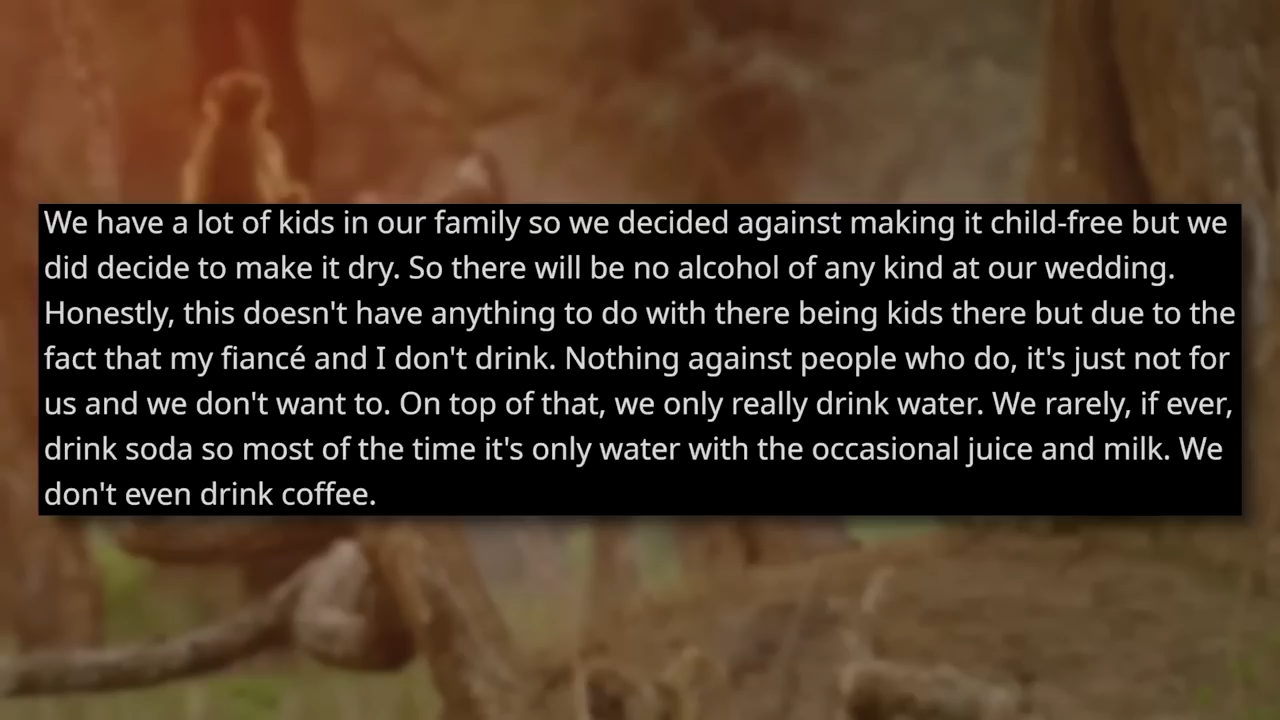 We have a lot of kids in our family so we decided against making it child-free but we
did decide to make it dry. So there will be no alcohol of any kind at our wedding.
Honestly, this doesn't have anything to do with there being kids there but due to the
fact that my fiancé and I don't drink. Nothing against people who do, it's just not for
us and we don't want to. On top of that, we only really drink water. We rarely, if ever,
drink soda so most of the time it's only water with the occasional juice and milk. We
don't even drink coffee.